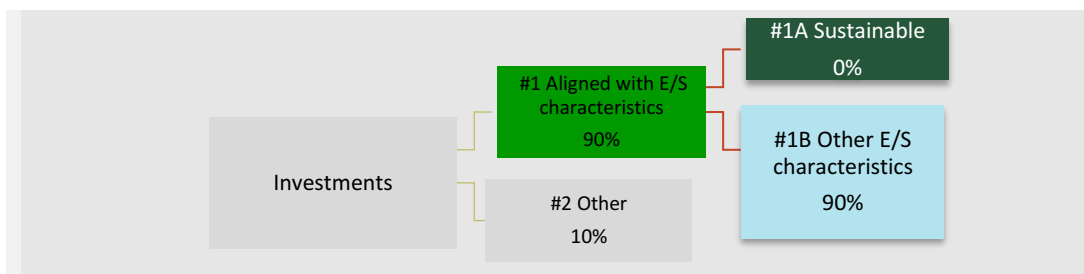 #1A Sustainable
0%
#1 Aligned with E/S
characteristics
90%
#1B Other E/S
characteristics
90%
Investments
#2 Other
10%